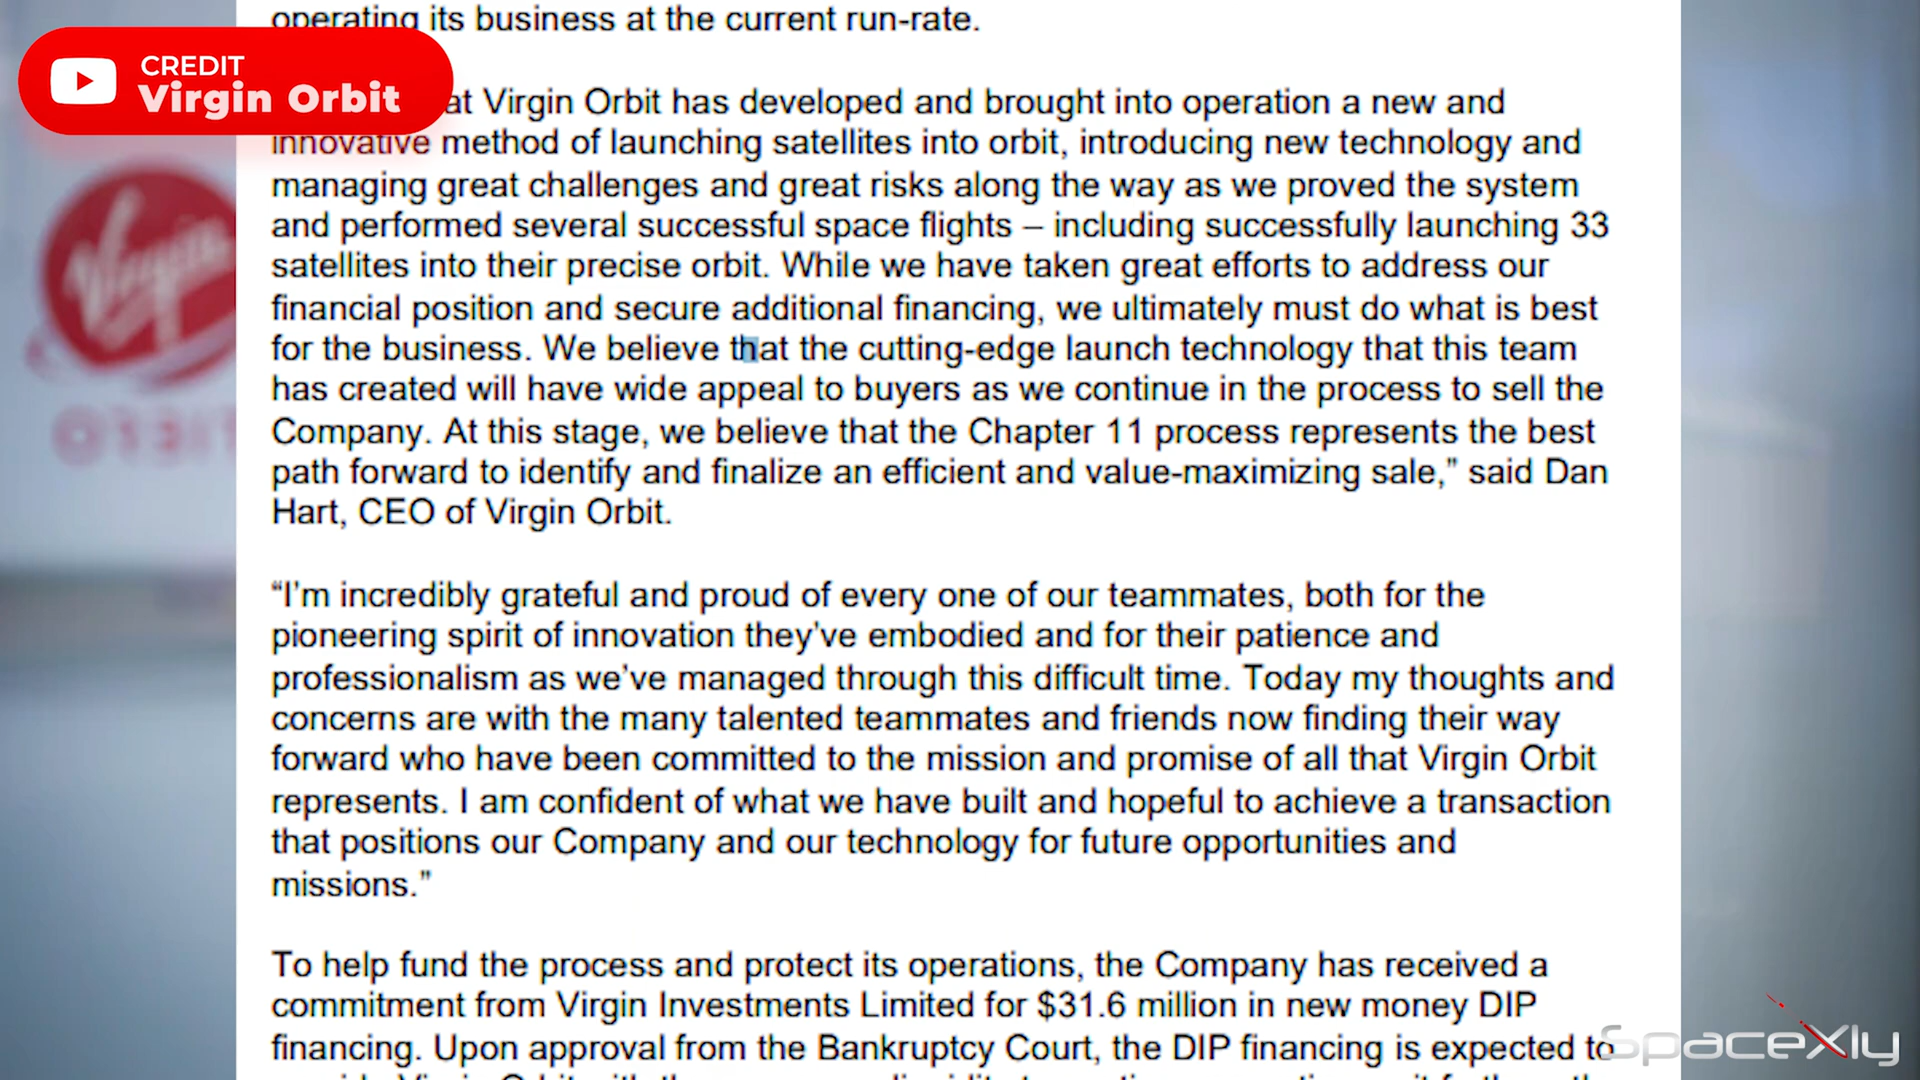 operating its business at the current run-rate.
CREDIT
Virgin Orbit
at Virgin Orbit has developed and brought into operation a new and
innovative method of launching satellites into orbit, introducing new technology and
managing great challenges and great risks along the way as we proved the system
and performed several successful space flights – including successfully launching 33
satellites into their precise orbit. While we have taken great efforts to address our
financial position and secure additional financing, we ultimately must do what is best
for the business. We believe that the cutting-edge launch technology that this team
has created will have wide appeal to buyers as we continue in the process to sell the
Company. At this stage, we believe that the Chapter 11 process represents the best
path forward to identify and finalize an efficient and value-maximizing sale,” said Dan
Hart, CEO of Virgin Orbit.
“I’m incredibly grateful and proud of every one of our teammates, both for the
pioneering spirit of innovation they’ve embodied and for their patience and
professionalism as we’ve managed through this difficult time. Today my thoughts and
concerns are with the many talented teammates and friends now finding their way
forward who have been committed to the mission and promise of all that Virgin Orbit
represents. I am confident of what we have built and hopeful to achieve a transaction
that positions our Company and our technology for future opportunities and
missions.”
To help fund the process and protect its operations, the Company has received a
commitment from Virgin Investments Limited for $31.6 million in new money DIP
financing. Upon approval from the Bankruptcy Court, the DIP financing is expected to
Virgin
ORBIT
SpaceXly